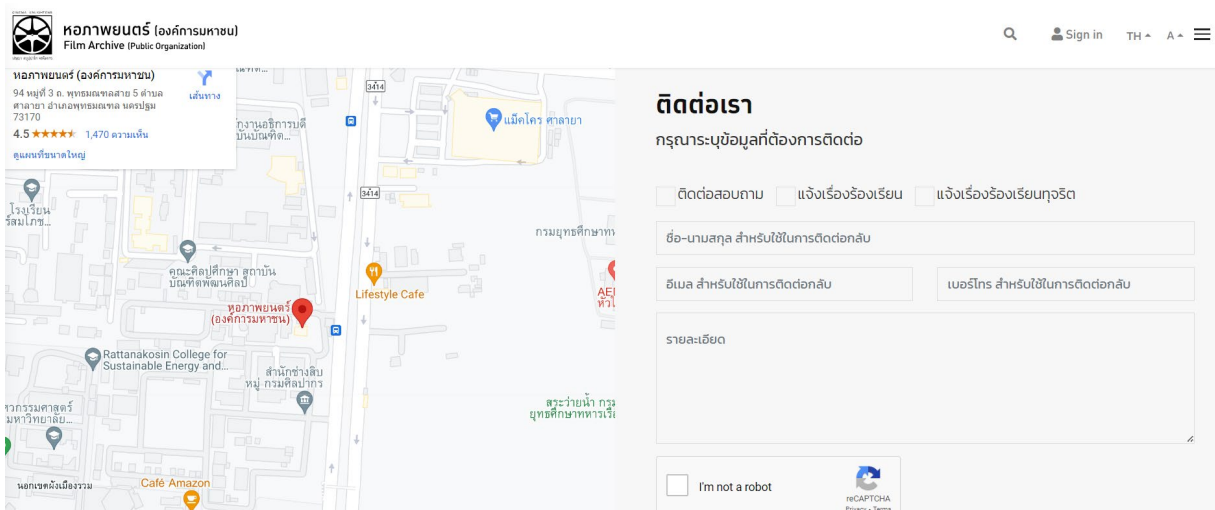 หอภาพยนตร์ (องค์การมหาชน)
Film Archive (Public Organization)
Sign in
TH
A
หอภาพยนตร์ (องค์การมหาชน)
94 หมู่ที่ 3 ถ. พุทธมณฑลสาย 5 ตำบล
ศาลายา อำเภอพุทธมณฑล นครปฐม
73170
เส้นทาง
4.5 1,470 ความเห็น
ดูแผนที่ขนาดใหญ่
3414
แม็คโคร ศาลายา
3414
โรงเรียน
คณะศิลปศึกษา สถาบัน
บัณฑิตพัฒนศิลป์
Lifestyle Cafe
หอภาพยนตร์
(องค์การมหาชน)
Rattanakosin College for
Sustainable Energy and...
สำนักช่างสิบ
หมู่ กรมศิลปากร
สระว่ายน้ำ
นอกเขตผังเมืองรวม
Café Amazon
ติดต่อเรา
กรุณาระบุข้อมูลที่ต้องการติดต่อ
ติดต่อสอบถาม แจ้งเรื่องร้องเรียน แจ้งเรื่องร้องเรียนทุจริต
ชื่อ-นามสกุล สำหรับใช้ในการติดต่อกลับ
อีเมล สำหรับใช้ในการติดต่อกลับ
เบอร์โทร สำหรับใช้ในการติดต่อกลับ
รายละเอียด
I'm not a robot
reCAPTCHA
Privacy - Terms